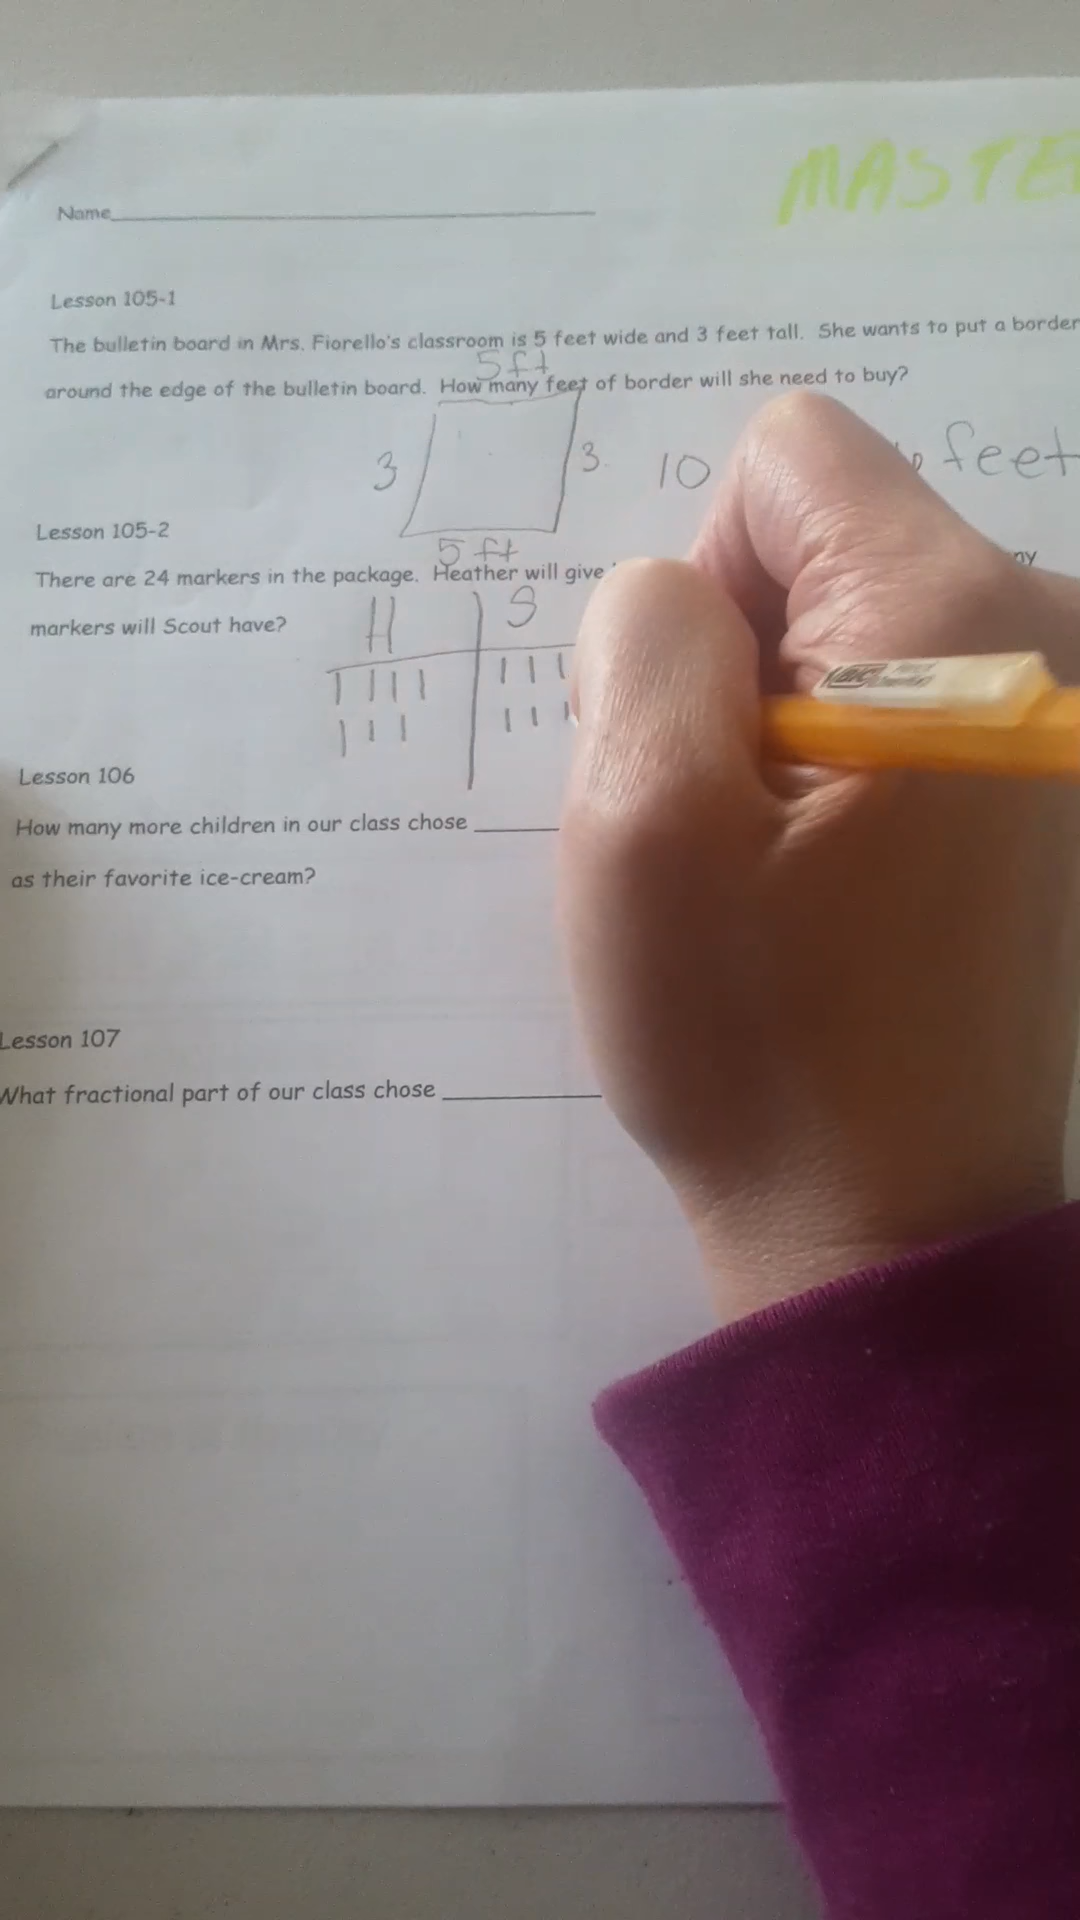 MASTE
Name
Lesson 105-1
The bulletin board in Mrs. Fiorello's classroom is 5 feet wide and 3 feet tall. She wants to put a border
5 ft
around the edge of the bulletin board. How many feet of border will she need to buy?
3 3. 10 feet
Lesson 105-2
5 ft
There are 24 markers in the package. Heather will give ny
markers will Scout have?
H S
Lesson 106
How many more children in our class chose
as their favorite ice-cream?
Lesson 107
What fractional part of our class chose